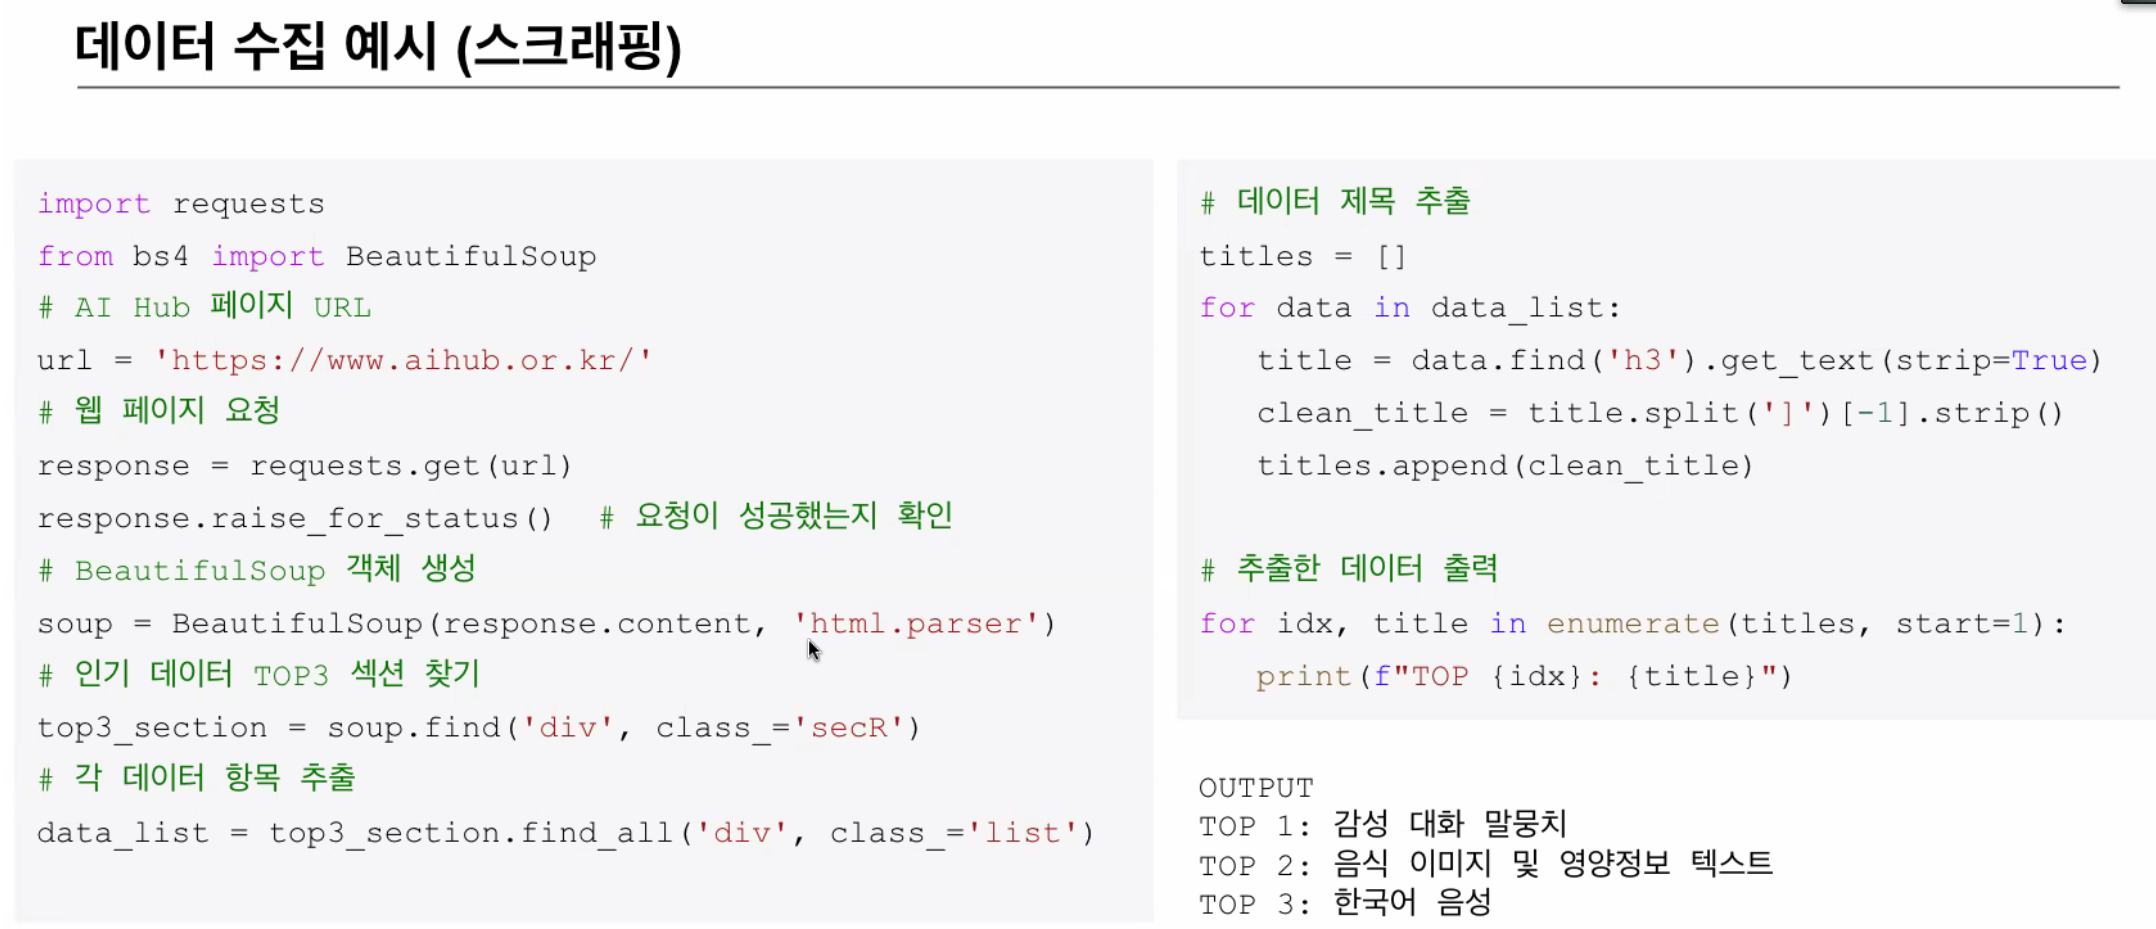 데이터 수집 예시 (스크래핑)
import requests
from bs4 import BeautifulSoup
# AI Hub 페이지 URL
url = 'https://www.aihub.or.kr/'
# 웹 페이지 요청
response = requests.get(url)
response.raise_for_status()  # 요청이 성공했는지 확인
# BeautifulSoup 객체 생성
soup = BeautifulSoup(response.content, 'html.parser')
# 인기 데이터 TOP3 섹션 찾기
top3_section = soup.find('div', class_='secR')
# 각 데이터 항목 추출
data_list = top3_section.find_all('div', class_='list')
# 데이터 제목 추출
titles = []
for data in data_list:
   title = data.find('h3').get_text(strip=True)
   clean_title = title.split(']')[-1].strip()
   titles.append(clean_title)
# 추출한 데이터 출력
for idx, title in enumerate(titles, start=1):
   print(f"TOP {idx}: {title}")
OUTPUT
TOP 1: 감성 대화 말뭉치
TOP 2: 음식 이미지 및 영양정보 텍스트
TOP 3: 한국어 음성